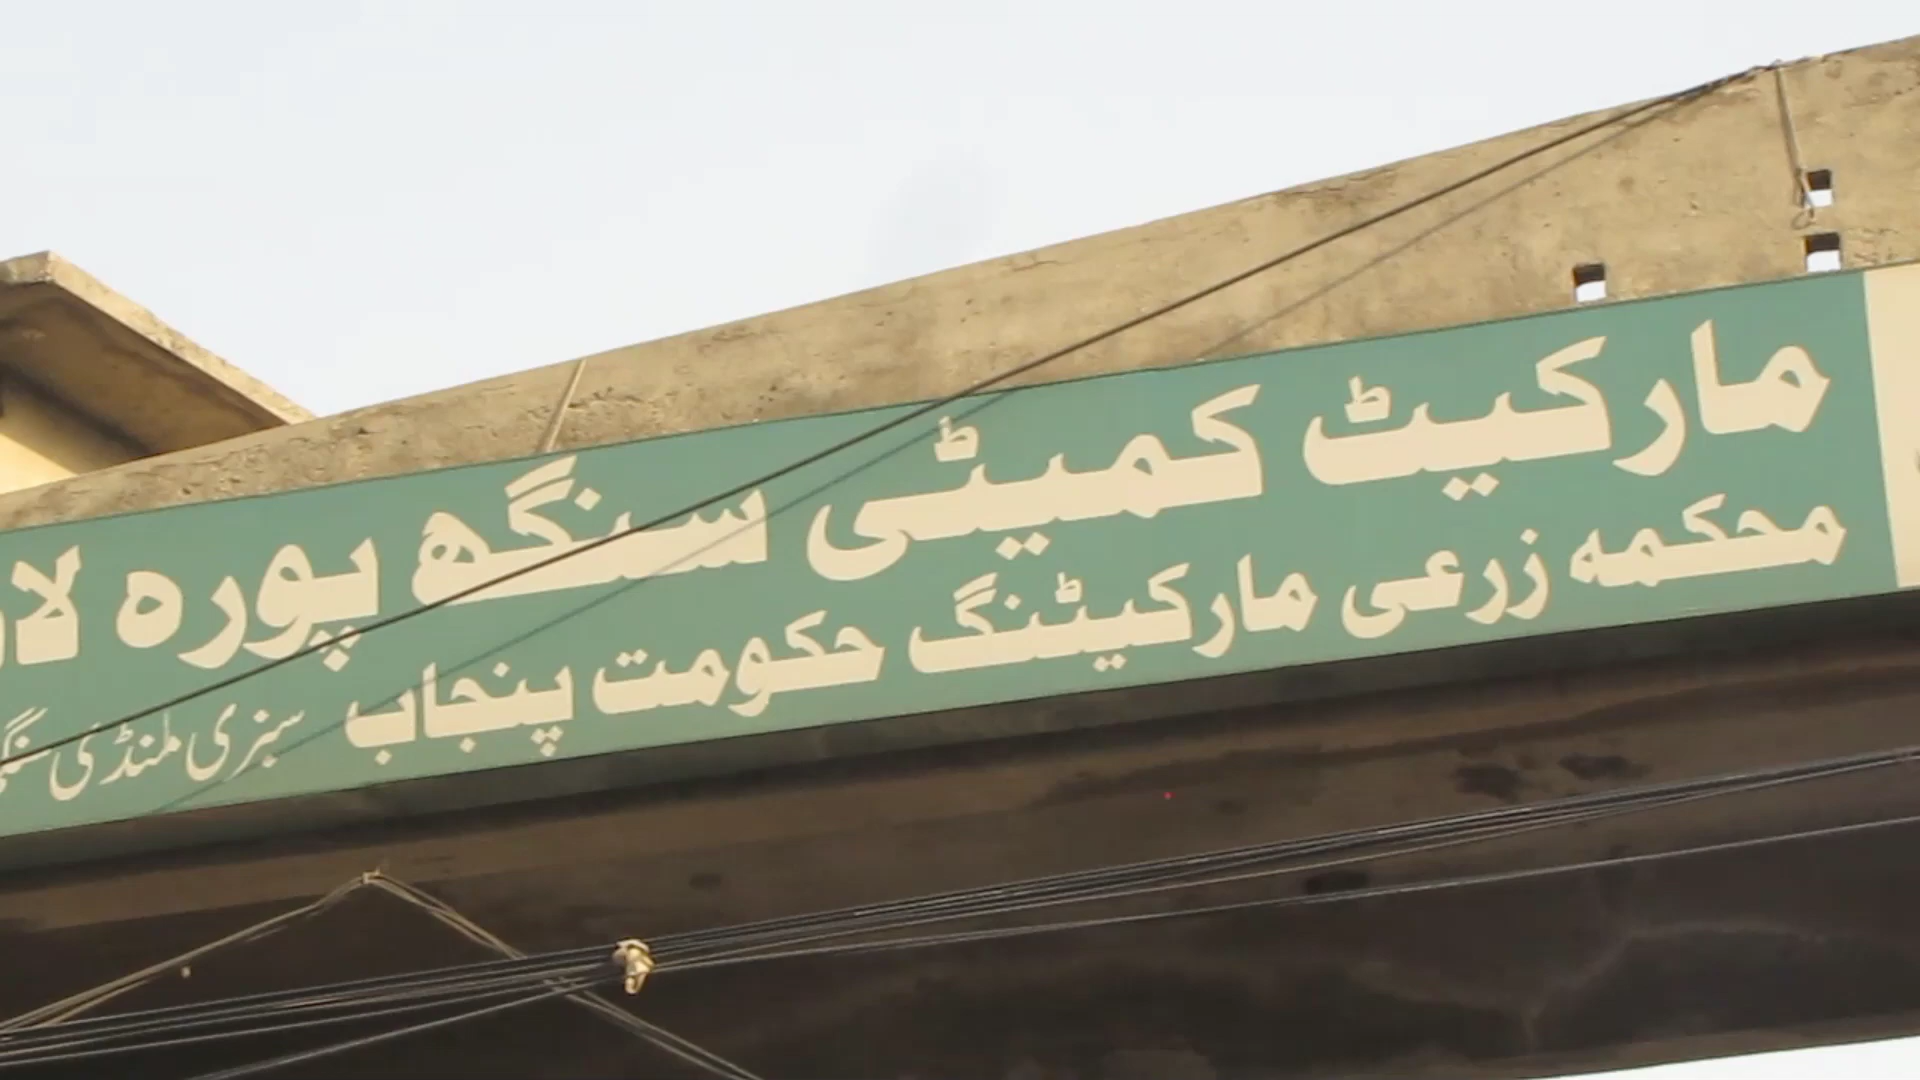 مارکیٹ کمیٹی سنگھ پورہ
محکمہ زرعی مارکیٹنگ حکومت پنجاب سبزی منڈی